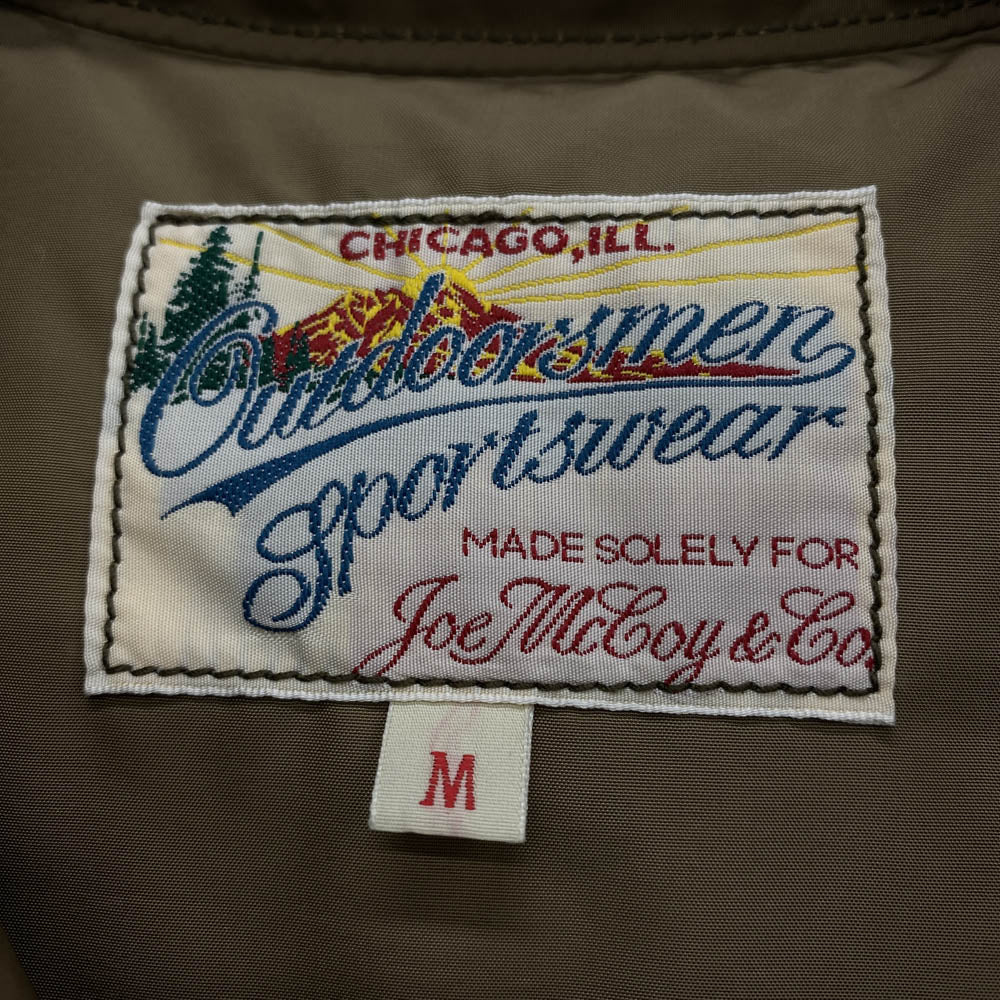 CHICAGO, ILL.
Outdoorsmen
Sportswear
MADE SOLELY FOR
Joe McCoy & Co.
M